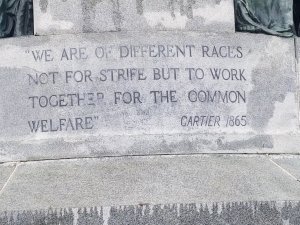 "WE ARE OF DIFFERENT RACES
NOT FOR STRIFE BUT TO WORK
TOGETHER FOR THE COMMON
WELFARE" CARTIER 1865